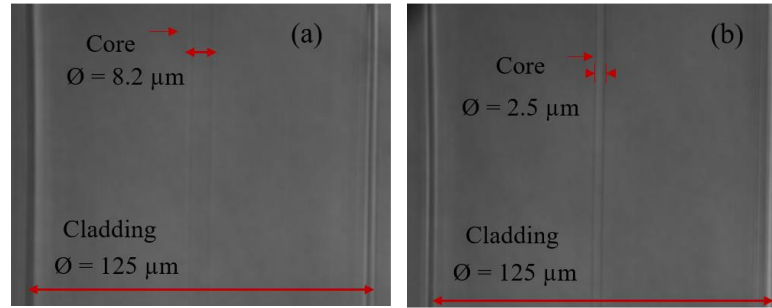 (a)
Core
Ø = 8.2 µm
Cladding
Ø = 125 µm
(b)
Core
Ø = 2.5 µm
Cladding
Ø = 125 µm